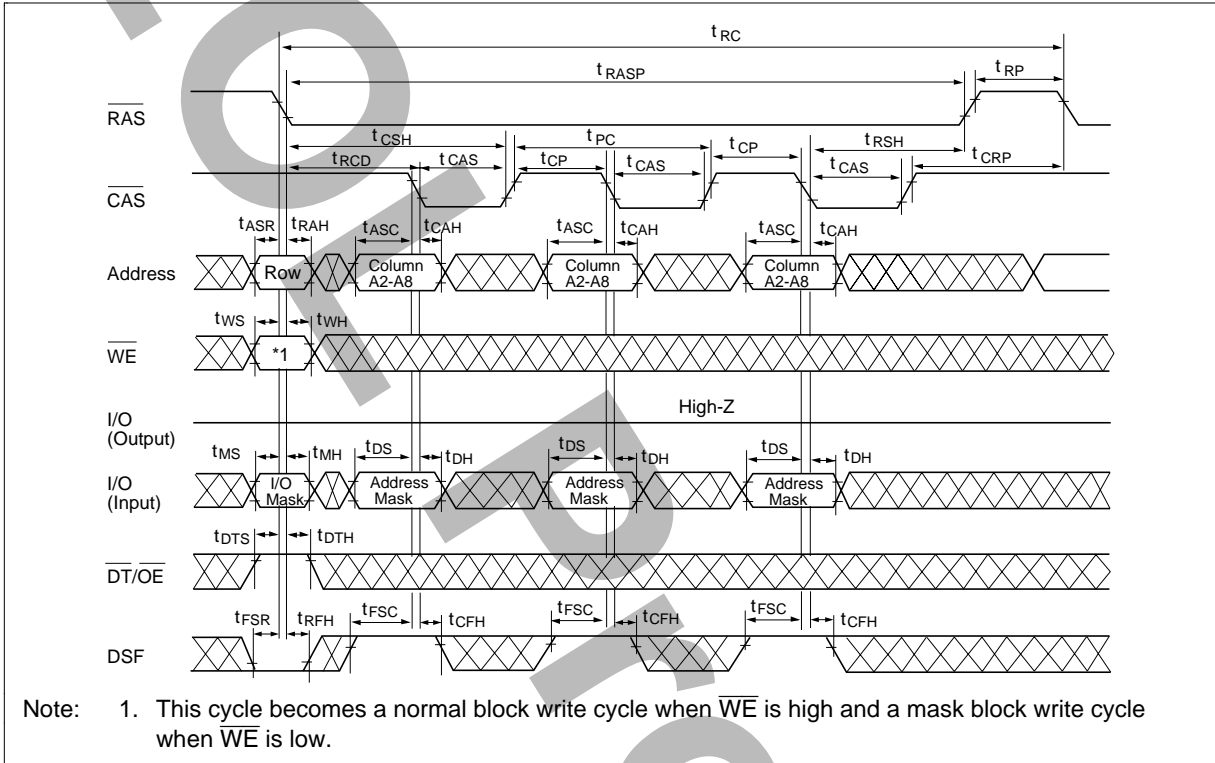 t RC
t RASP
t RP
RAS
t CSH
t PC
t RSH
t RCD
t CAS
t CP
t CAS
t CP
t CAS
t CRP
CAS
tASR
tRAH
tASC
tCAH
tASC
tCAH
tASC
tCAH
Address
Row
Column
A2-A8
Column
A2-A8
Column
A2-A8
tWS
tWH
WE
*1
I/O
(Output)
High-Z
tMS
tMH
tDS
tDH
tDS
tDH
tDS
tDH
I/O
(Input)
I/O
Mask
Address
Mask
Address
Mask
Address
Mask
tDTS
tDTH
DT/OE
tFSR
tRFH
tFSC
tCFH
tFSC
tCFH
tFSC
tCFH
DSF
Note: 1. This cycle becomes a normal block write cycle when WE is high and a mask block write cycle
when WE is low.